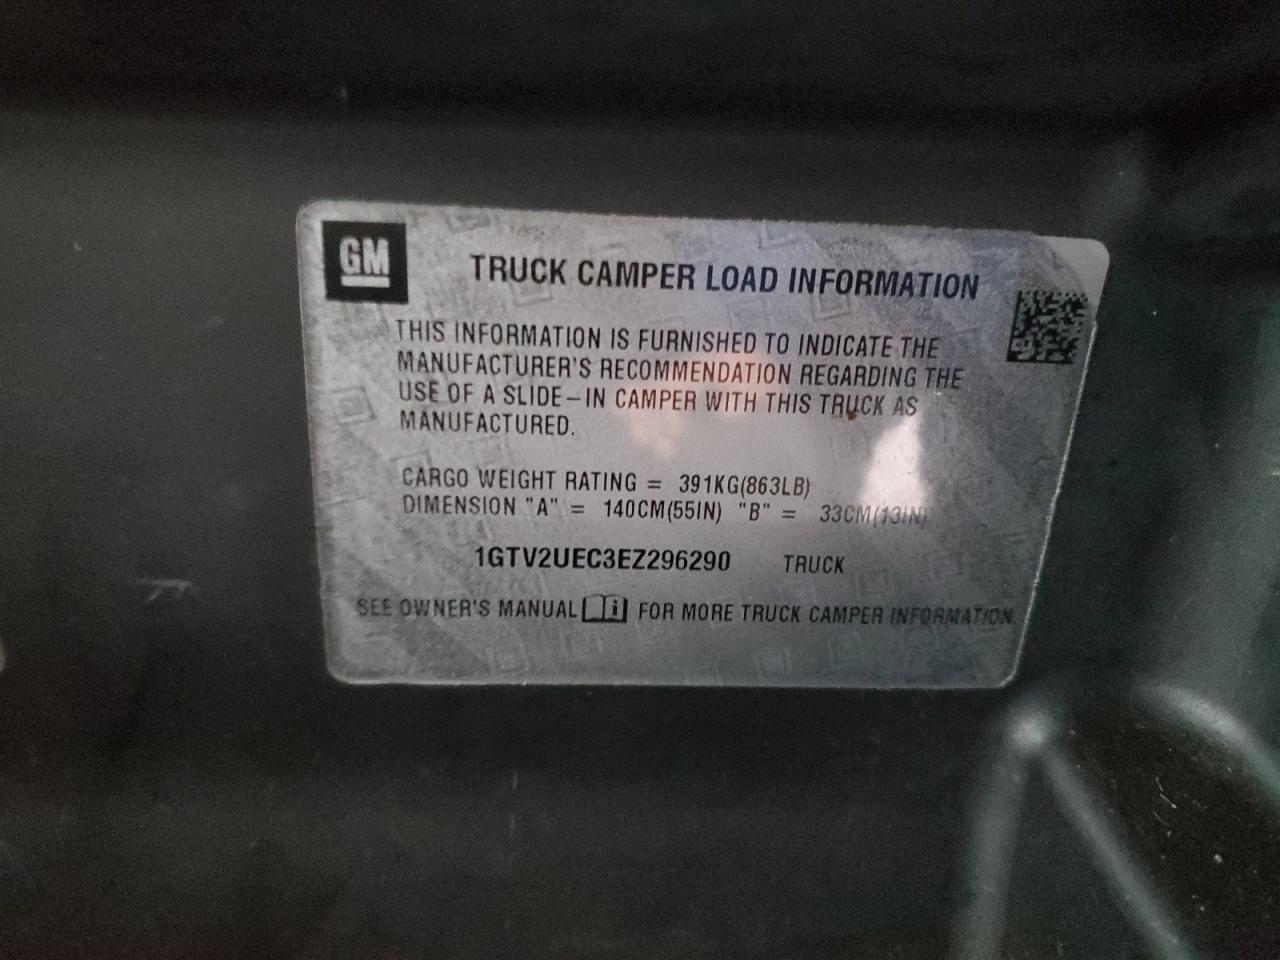 GM
TRUCK CAMPER LOAD INFORMATION
THIS INFORMATION IS FURNISHED TO INDICATE THE
MANUFACTURER'S RECOMMENDATION REGARDING THE
USE OF A SLIDE-IN CAMPER WITH THIS TRUCK AS
MANUFACTURED.
CARGO WEIGHT RATING = 391KG(863LB)
DIMENSION "A" = 140CM(55IN) "B" = 33CM(13IN)
1GTV2UEC3EZ296290 TRUCK
SEE OWNER'S MANUAL i FOR MORE TRUCK CAMPER INFORMATION.